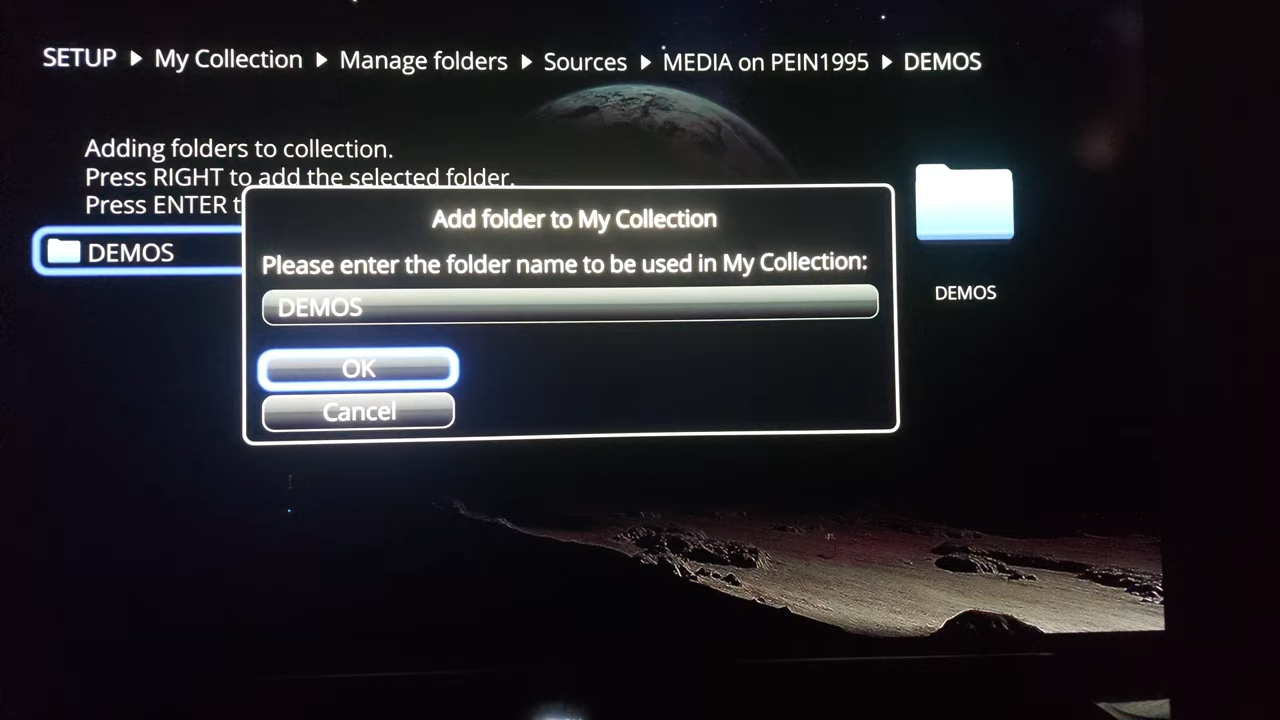 SETUP ▶ My Collection ▶ Manage folders ▶ Sources ▶ MEDIA on PEIN1995 ▶ DEMOS
Adding folders to collection.
Press RIGHT to add the selected folder.
Press ENTER t
DEMOS
Add folder to My Collection
Please enter the folder name to be used in My Collection:
DEMOS
OK
Cancel
DEMOS